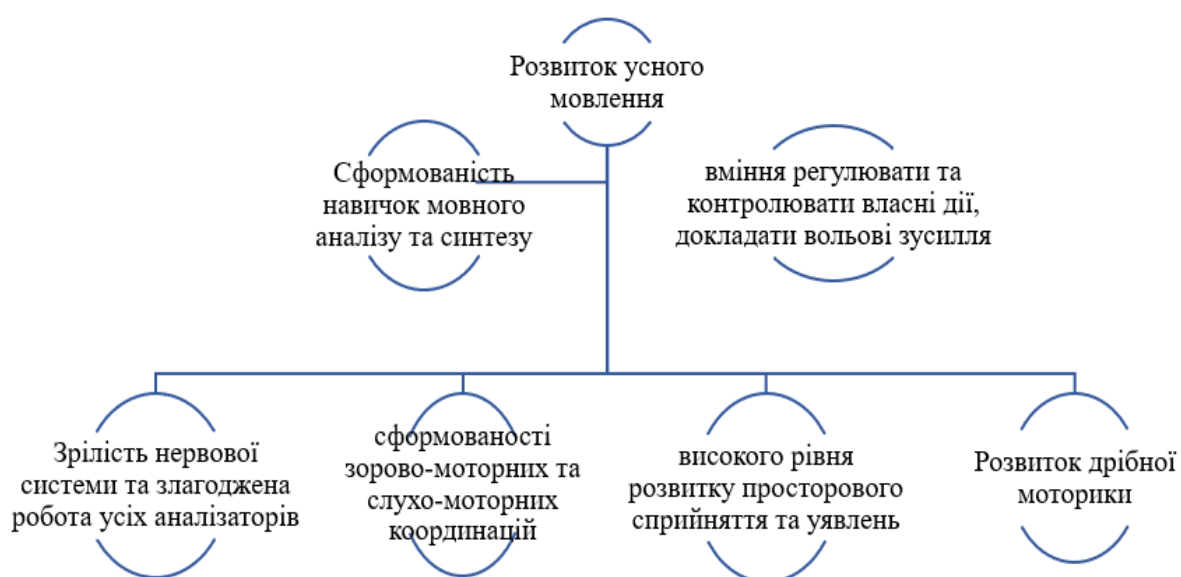 Розвиток усного
мовлення
Сформованість
навичок мовного
аналізу та синтезу
вміння регулювати та
контролювати власні дії,
докладати вольові зусилля
Зрілість нервової
системи та злагоджена
робота усіх аналізаторів
сформованості
зорово-моторних та
слухо-моторних
координацій
високого рівня
розвитку просторового
сприйняття та уявлень
Розвиток дрібної
моторики